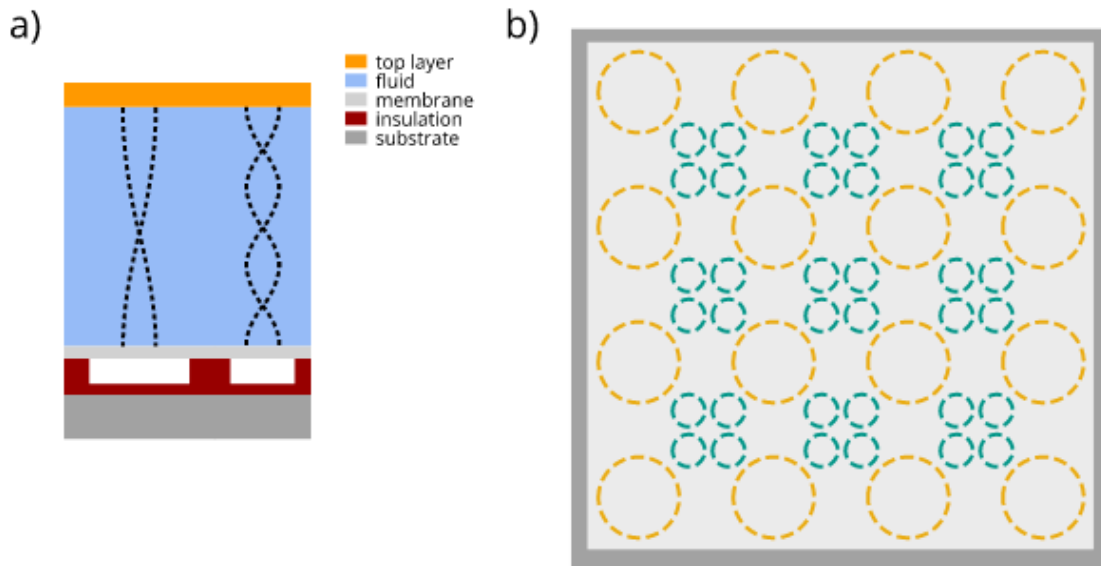 a)
top layer
fluid
membrane
insulation
substrate
b)